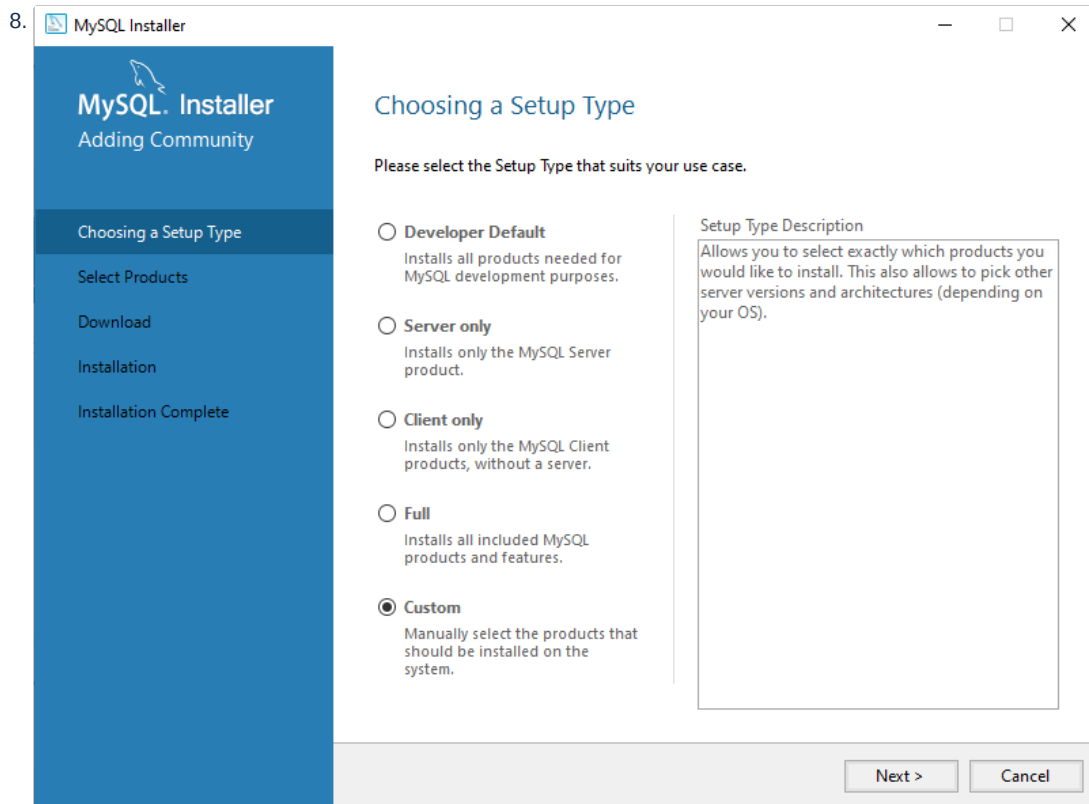 8.
MySQL Installer
MySQL. Installer
Adding Community
Choosing a Setup Type
Select Products
Download
Installation
Installation Complete
Choosing a Setup Type
Please select the Setup Type that suits your use case.
Developer Default
Installs all products needed for
MySQL development purposes.
Server only
Installs only the MySQL Server
product.
Client only
Installs only the MySQL Client
products, without a server.
Full
Installs all included MySQL
products and features.
Custom
Manually select the products that
should be installed on the
system.
Setup Type Description
Allows you to select exactly which products you
would like to install. This also allows to pick other
server versions and architectures (depending on
your OS).
Next >
Cancel